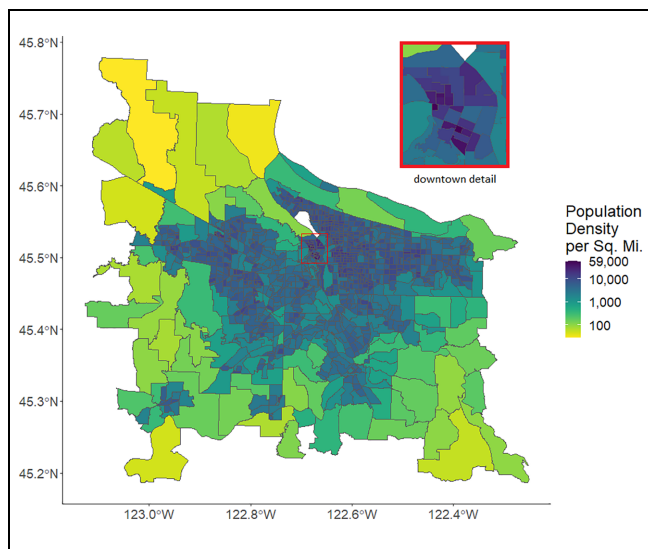 45.8°N
45.7°N
45.6°N
45.5°N
45.4°N
45.3°N
45.2°N
123.0°W 122.8°W 122.6°W 122.4°W
downtown detail
Population
Density
per Sq. Mi.
59,000
10,000
1,000
100